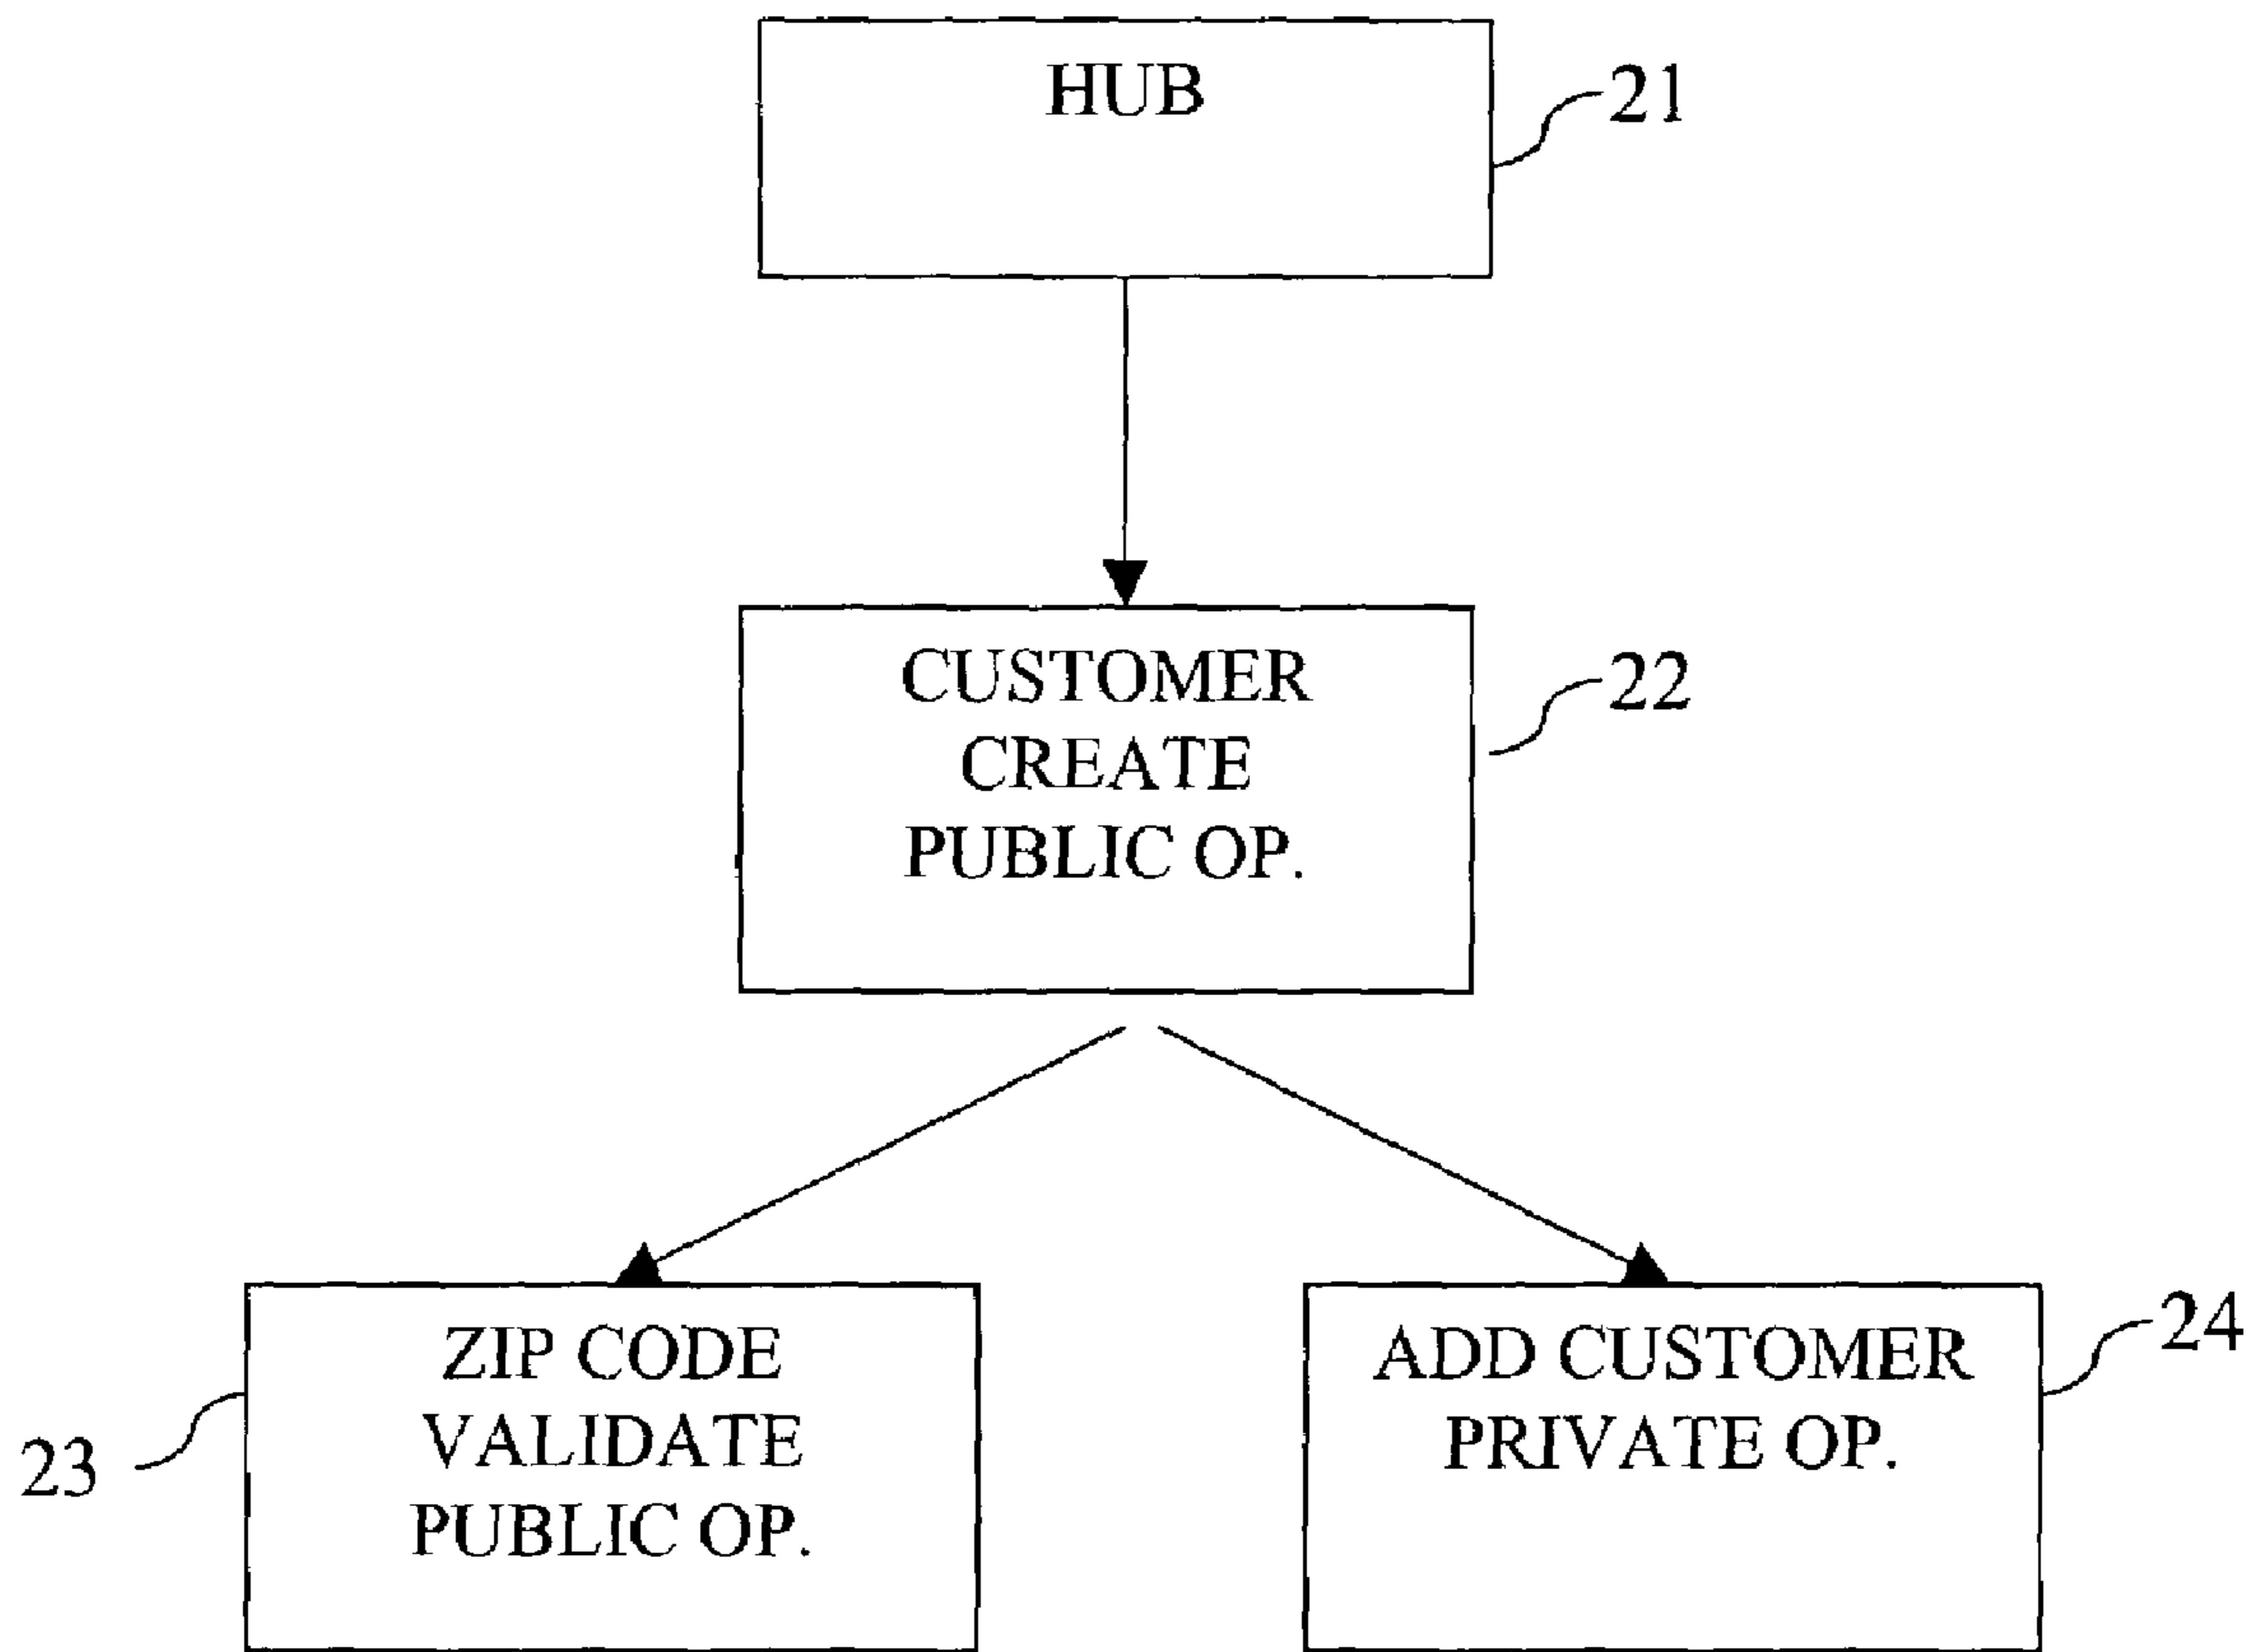 HUB
21
CUSTOMER
CREATE
PUBLIC OP.
22
ZIP CODE
VALIDATE
PUBLIC OP.
23
ADD CUSTOMER
PRIVATE OP.
24